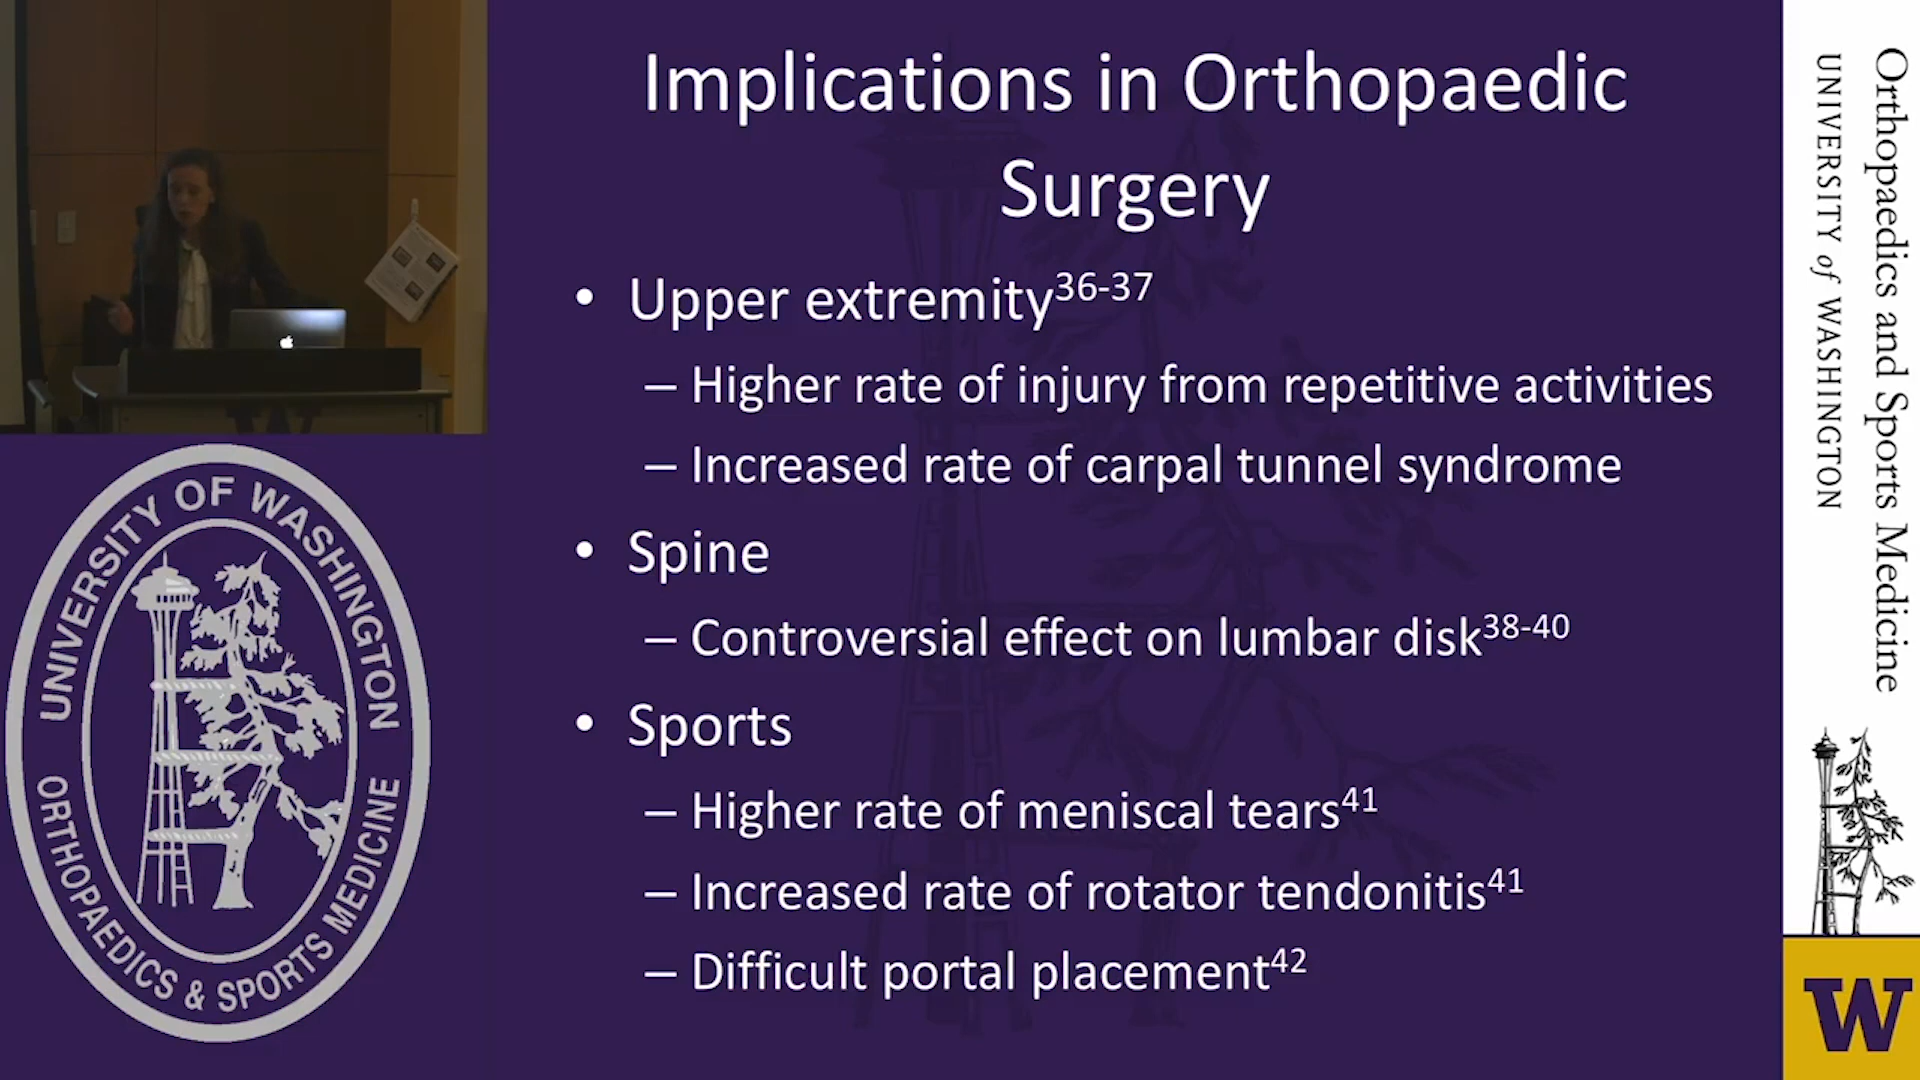 Implications in Orthopaedic
Surgery
• Upper extremity36-37
– Higher rate of injury from repetitive activities
– Increased rate of carpal tunnel syndrome
• Spine
– Controversial effect on lumbar disk38-40
• Sports
– Higher rate of meniscal tears41
– Increased rate of rotator tendonitis41
– Difficult portal placement42
UNIVERSITY OF WASHINGTON
ORTHOPAEDICS & SPORTS MEDICINE
Orthopaedics and Sports Medicine
UNIVERSITY of WASHINGTON
W